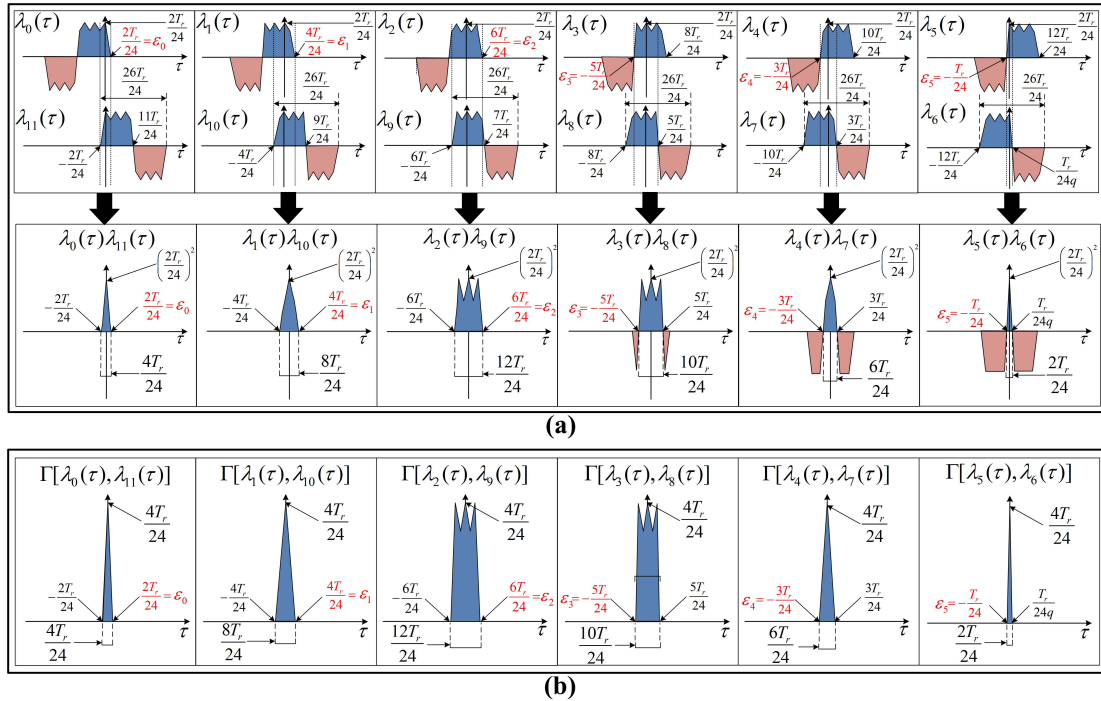 λ₀(τ) 2Tᵣ/24 2Tᵣ/24 = ε₀ τ 26Tᵣ/24
λ₁₁(τ) 11Tᵣ/24 −2Tᵣ/24 τ
λ₁(τ) 2Tᵣ/24 4Tᵣ/24 = ε₁ τ 26Tᵣ/24
λ₁₀(τ) 9Tᵣ/24 −4Tᵣ/24 τ
λ₂(τ) 2Tᵣ/24 6Tᵣ/24 = ε₂ τ 26Tᵣ/24
λ₉(τ) 7Tᵣ/24 −6Tᵣ/24 τ
λ₃(τ) 2Tᵣ/24 8Tᵣ/24 ε₃ = −5Tᵣ/24 τ 26Tᵣ/24
λ₈(τ) 5Tᵣ/24 −8Tᵣ/24 τ
λ₄(τ) 2Tᵣ/24 10Tᵣ/24 ε₄ = −3Tᵣ/24 τ 26Tᵣ/24
λ₇(τ) 3Tᵣ/24 −10Tᵣ/24 τ
λ₅(τ) 2Tᵣ/24 12Tᵣ/24 ε₅ = −Tᵣ/24 τ 26Tᵣ/24
λ₆(τ) −12Tᵣ/24 Tᵣ/24q τ
λ₀(τ)λ₁₁(τ) (2Tᵣ/24)² −2Tᵣ/24 2Tᵣ/24 = ε₀ τ 4Tᵣ/24
λ₁(τ)λ₁₀(τ) (2Tᵣ/24)² −4Tᵣ/24 4Tᵣ/24 = ε₁ τ 8Tᵣ/24
λ₂(τ)λ₉(τ) (2Tᵣ/24)² −6Tᵣ/24 6Tᵣ/24 = ε₂ τ 12Tᵣ/24
λ₃(τ)λ₈(τ) (2Tᵣ/24)² ε₃ = −5Tᵣ/24 5Tᵣ/24 τ 10Tᵣ/24
λ₄(τ)λ₇(τ) (2Tᵣ/24)² ε₄ = −3Tᵣ/24 3Tᵣ/24 τ 6Tᵣ/24
λ₅(τ)λ₆(τ) (2Tᵣ/24)² ε₅ = −Tᵣ/24 Tᵣ/24q τ 2Tᵣ/24
(a)
Γ[λ₀(τ),λ₁₁(τ)] 4Tᵣ/24 −2Tᵣ/24 2Tᵣ/24 = ε₀ τ 4Tᵣ/24
Γ[λ₁(τ),λ₁₀(τ)] 4Tᵣ/24 −4Tᵣ/24 4Tᵣ/24 = ε₁ τ 8Tᵣ/24
Γ[λ₂(τ),λ₉(τ)] 4Tᵣ/24 −6Tᵣ/24 6Tᵣ/24 = ε₂ τ 12Tᵣ/24
Γ[λ₃(τ),λ₈(τ)] 4Tᵣ/24 ε₃ = −5Tᵣ/24 5Tᵣ/24 τ 10Tᵣ/24
Γ[λ₄(τ),λ₇(τ)] 4Tᵣ/24 ε₄ = −3Tᵣ/24 3Tᵣ/24 τ 6Tᵣ/24
Γ[λ₅(τ),λ₆(τ)] 4Tᵣ/24 ε₅ = −Tᵣ/24 Tᵣ/24q τ 2Tᵣ/24
(b)